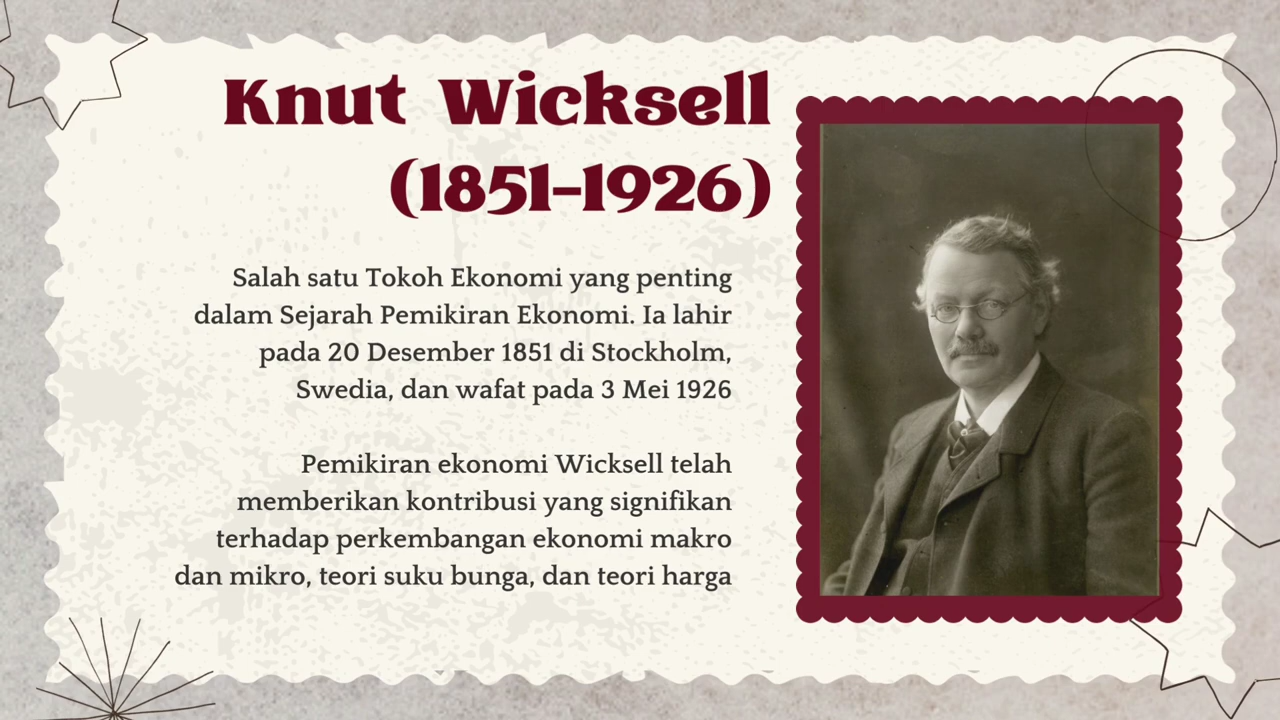 Knut Wicksell
(1851–1926)
Salah satu Tokoh Ekonomi yang penting
dalam Sejarah Pemikiran Ekonomi. Ia lahir
pada 20 Desember 1851 di Stockholm,
Swedia, dan wafat pada 3 Mei 1926
Pemikiran ekonomi Wicksell telah
memberikan kontribusi yang signifikan
terhadap perkembangan ekonomi makro
dan mikro, teori suku bunga, dan teori harga